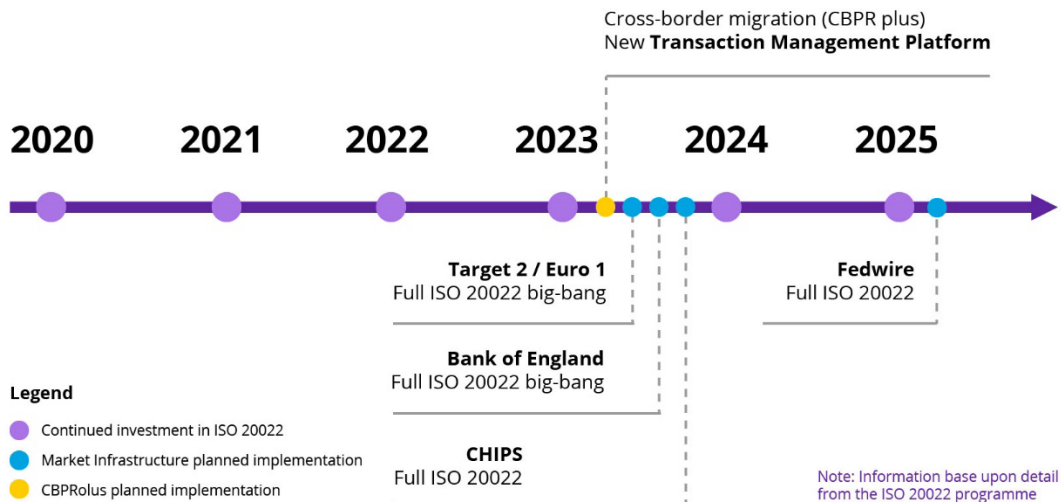 Cross-border migration (CBPR plus)
New Transaction Management Platform
2020 2021 2022 2023 2024 2025
Target 2 / Euro 1
Full ISO 20022 big-bang
Fedwire
Full ISO 20022
Bank of England
Full ISO 20022 big-bang
CHIPS
Full ISO 20022
Legend
Continued investment in ISO 20022
Market Infrastructure planned implementation
CBPRolus planned implementation
Note: Information base upon detail
from the ISO 20022 programme